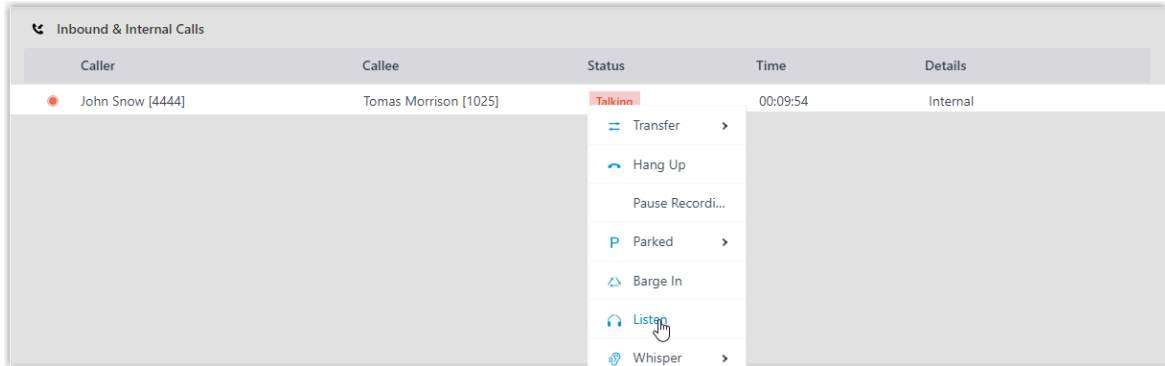 Inbound & Internal Calls
Caller Callee Status Time Details
John Snow [4444] Tomas Morrison [1025] Talking 00:09:54 Internal
Transfer
Hang Up
Pause Recordi...
P Parked
Barge In
Listen
Whisper